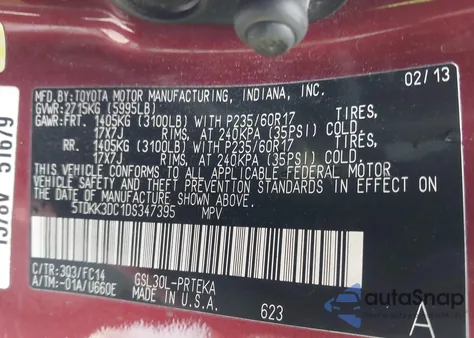 MFD.BY:TOYOTA MOTOR MANUFACTURING, INDIANA, INC. 02/13
GVWR:2715KG (5995LB)
GAWR:FRT. 1405KG (3100LB) WITH P235/60R17 TIRES,
17X7J RIMS, AT 240KPA (35PSI) COLD.
RR. 1405KG (3100LB) WITH P235/60R17 TIRES,
17X7J RIMS, AT 240KPA (35PSI) COLD.
THIS VEHICLE CONFORMS TO ALL APPLICABLE FEDERAL MOTOR
VEHICLE SAFETY AND THEFT PREVENTION STANDARDS IN EFFECT ON
THE DATE OF MANUFACTURE SHOWN ABOVE.
5TDKK3DC1DS347395 MPV
C/TR:3Q3/FC14 GSL30L-PRTEKA
A/TM:-01A/U660E MADE IN U.S.A. 623
A
51679
autoSnap